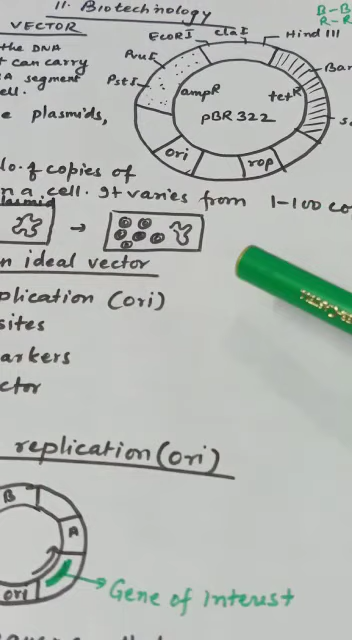 11. Biotechnology
B-B
R-R
VECTOR
EcoRI claI Hind III
the DNA
PvuI
t can carry
Bam
A segment
PstI
ell.
ampR tetR
e plasmids,
pBR 322
ori rop
lo. of copies of
n a cell. It varies from 1-100 co
n ideal vector
plication (ori)
sites
arkers
ctor
replication (ori)
B
A
ori
Gene of interest